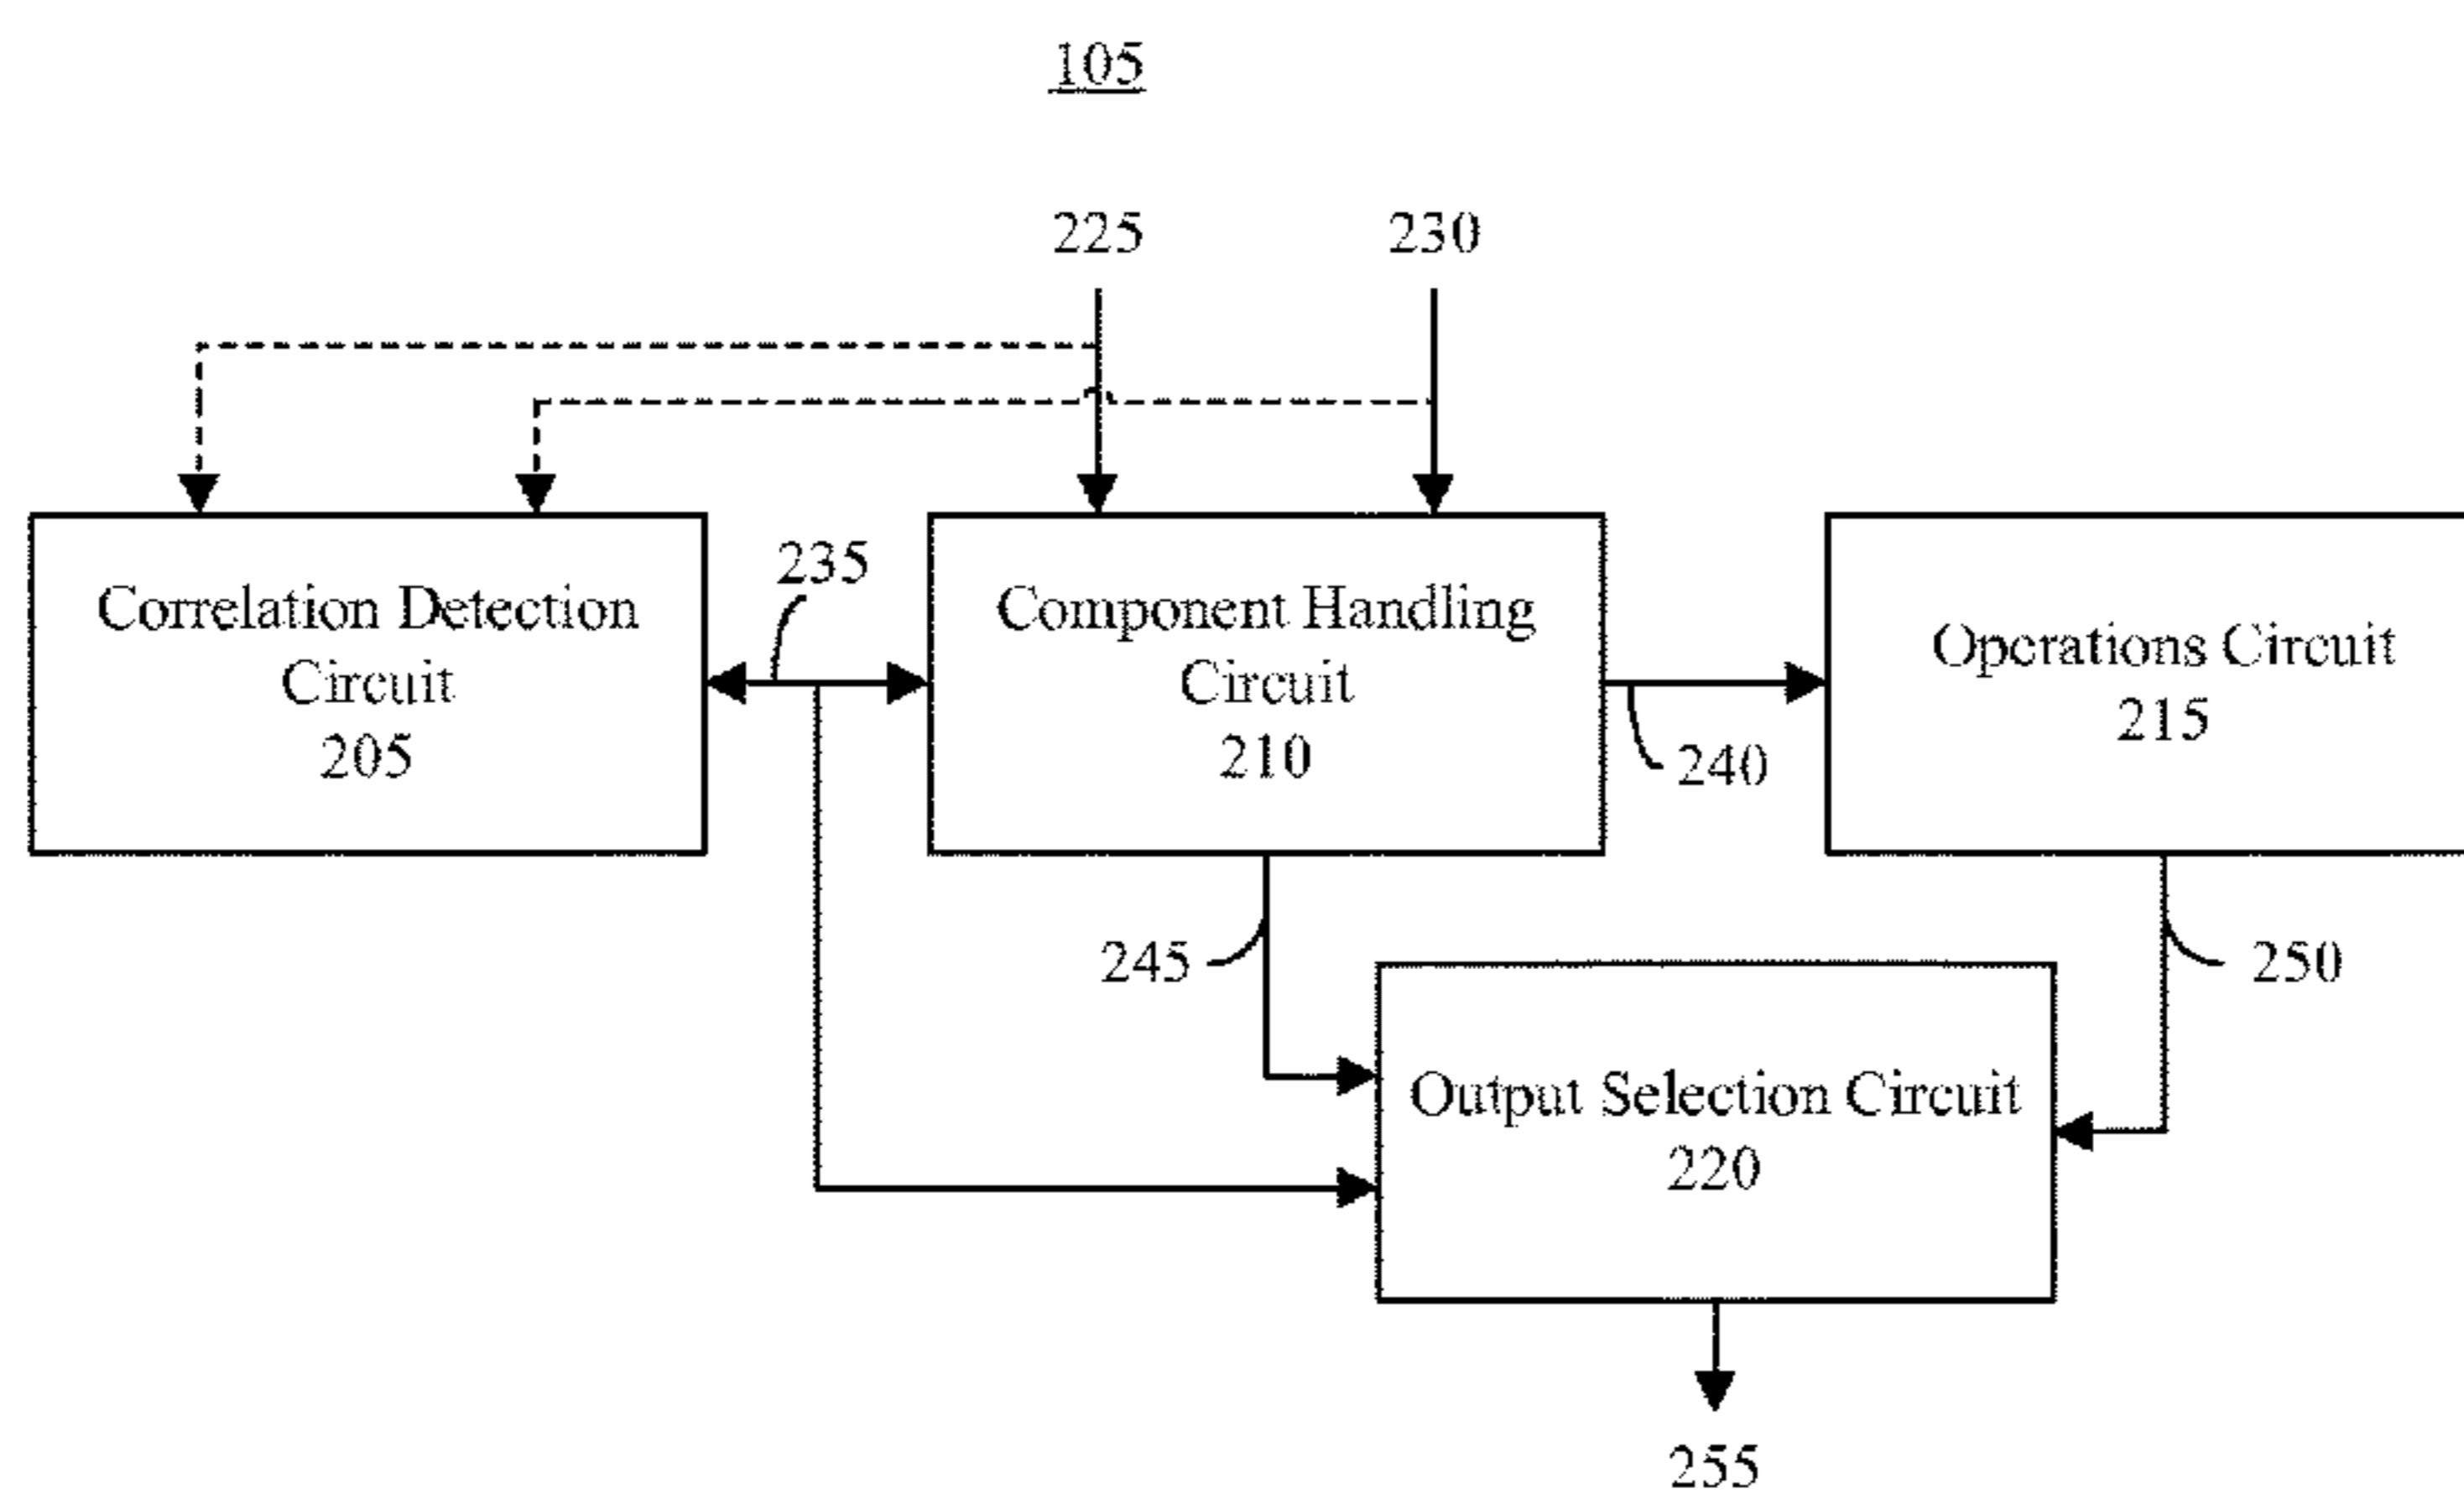 105
225
230
Correlation Detection
Circuit
205
235
Component Handling
Circuit
210
240
Operations Circuit
215
245
250
Output Selection Circuit
220
255